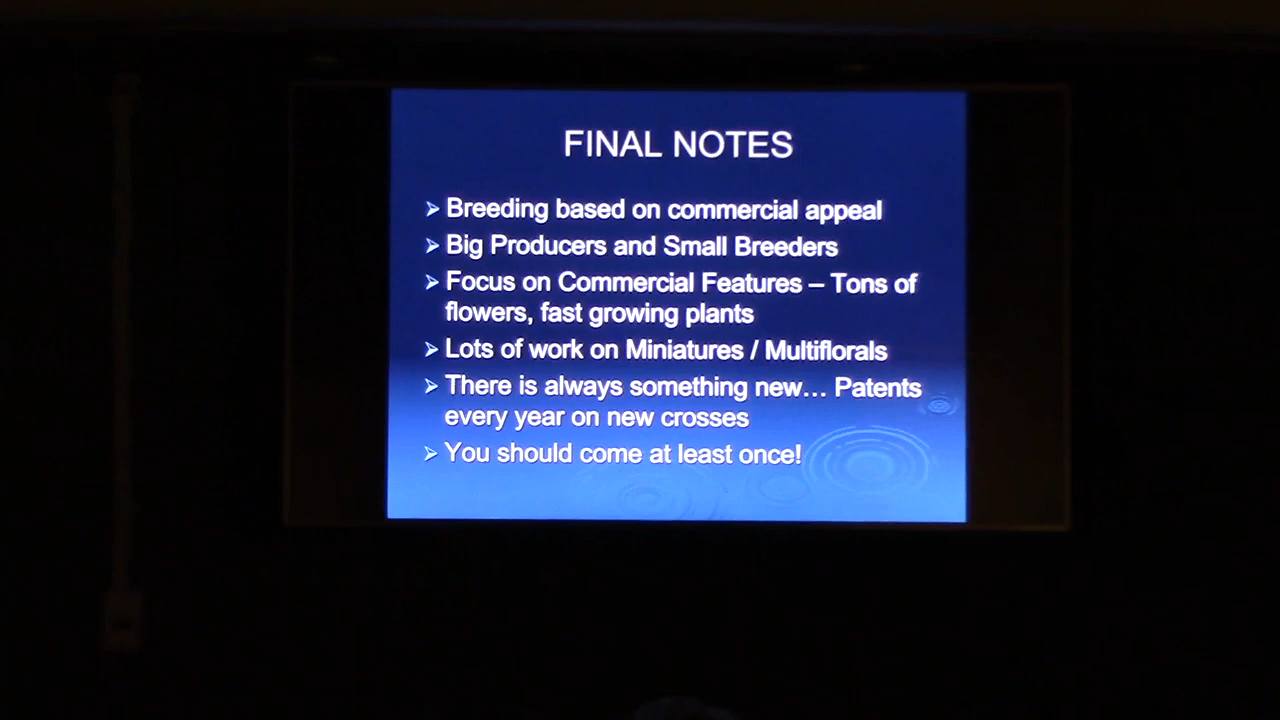 FINAL NOTES
Breeding based on commercial appeal
Big Producers and Small Breeders
Focus on Commercial Features – Tons of
flowers, fast growing plants
Lots of work on Miniatures / Multiflorals
There is always something new… Patents
every year on new crosses
You should come at least once!